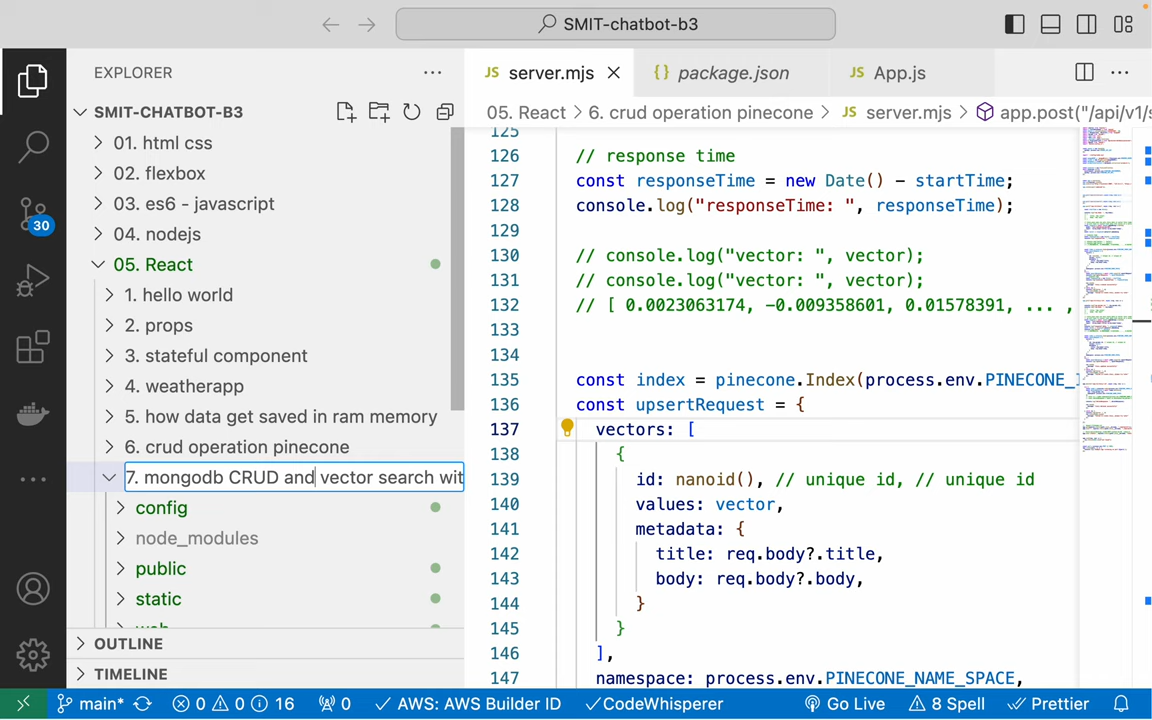 SMIT-chatbot-b3
EXPLORER
SMIT-CHATBOT-B3
01. html css
02. flexbox
03. es6 - javascript
04. nodejs
05. React
1. hello world
2. props
3. stateful component
4. weatherapp
5. how data get saved in ram memory
6. crud operation pinecone
7. mongodb CRUD and vector search wit
config
node_modules
public
static
OUTLINE
TIMELINE
30
JS server.mjs
{} package.json
JS App.js
05. React > 6. crud operation pinecone > JS server.mjs > app.post("/api/v1/s
125
126 // response time
127 const responseTime = new Date() - startTime;
128 console.log("responseTime: ", responseTime);
129
130 // console.log("vector: ", vector);
131 // console.log("vector: ", vector);
132 // [ 0.0023063174, -0.009358601, 0.01578391, ... ,
133
134
135 const index = pinecone.Index(process.env.PINECONE_
136 const upsertRequest = {
137 vectors: [
138 {
139 id: nanoid(), // unique id, // unique id
140 values: vector,
141 metadata: {
142 title: req.body?.title,
143 body: req.body?.body,
144 }
145 }
146 ],
147 namespace: process.env.PINECONE_NAME_SPACE,
main* 0 0 16 0 AWS: AWS Builder ID CodeWhisperer Go Live 8 Spell Prettier